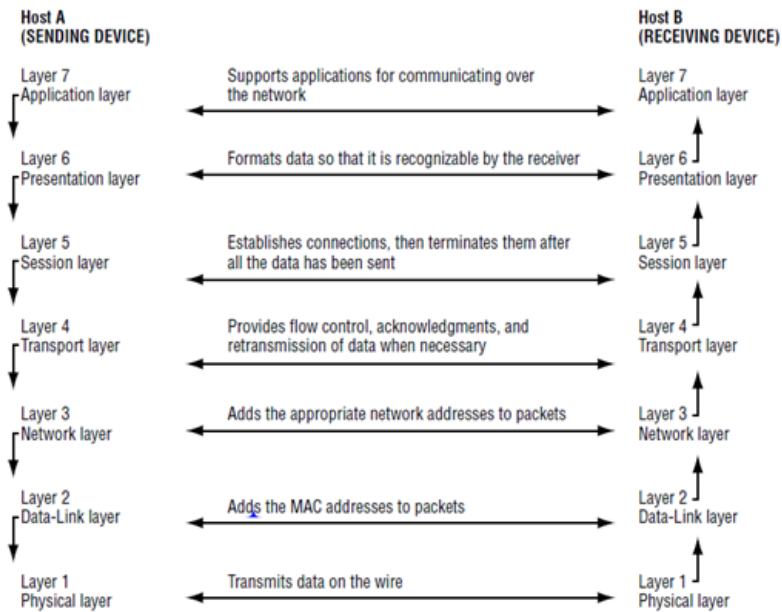 Host A
(SENDING DEVICE)
Host B
(RECEIVING DEVICE)
Layer 7
Application layer
Supports applications for communicating over
the network
Layer 7
Application layer
Layer 6
Presentation layer
Formats data so that it is recognizable by the receiver
Layer 6
Presentation layer
Layer 5
Session layer
Establishes connections, then terminates them after
all the data has been sent
Layer 5
Session layer
Layer 4
Transport layer
Provides flow control, acknowledgments, and
retransmission of data when necessary
Layer 4
Transport layer
Layer 3
Network layer
Adds the appropriate network addresses to packets
Layer 3
Network layer
Layer 2
Data-Link layer
Adds the MAC addresses to packets
Layer 2
Data-Link layer
Layer 1
Physical layer
Transmits data on the wire
Layer 1
Physical layer